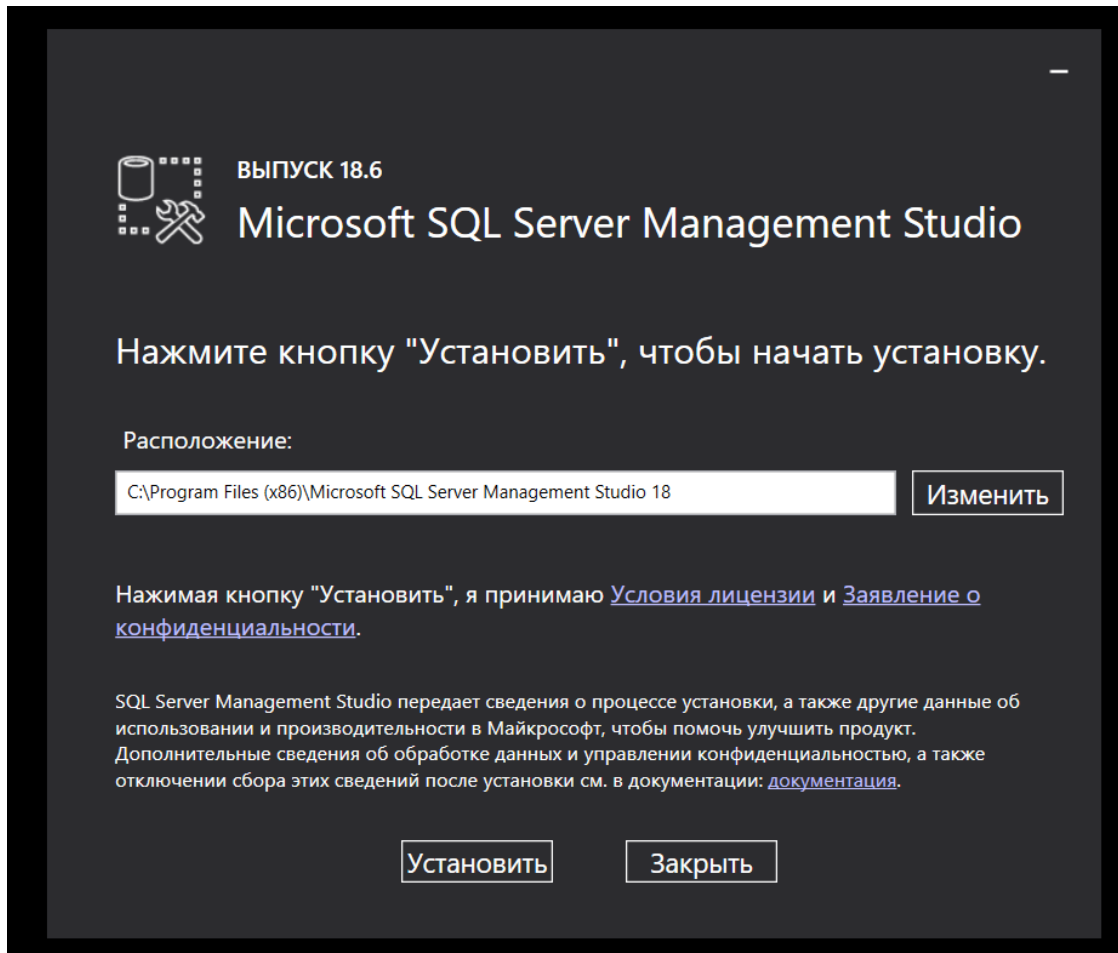 ВЫПУСК 18.6
Microsoft SQL Server Management Studio
Нажмите кнопку "Установить", чтобы начать установку.
Расположение:
C:\Program Files (x86)\Microsoft SQL Server Management Studio 18
Изменить
Нажимая кнопку "Установить", я принимаю Условия лицензии и Заявление о
конфиденциальности.
SQL Server Management Studio передает сведения о процессе установки, а также другие данные об
использовании и производительности в Майкрософт, чтобы помочь улучшить продукт.
Дополнительные сведения об обработке данных и управлении конфиденциальностью, а также
отключении сбора этих сведений после установки см. в документации: документация.
Установить Закрыть